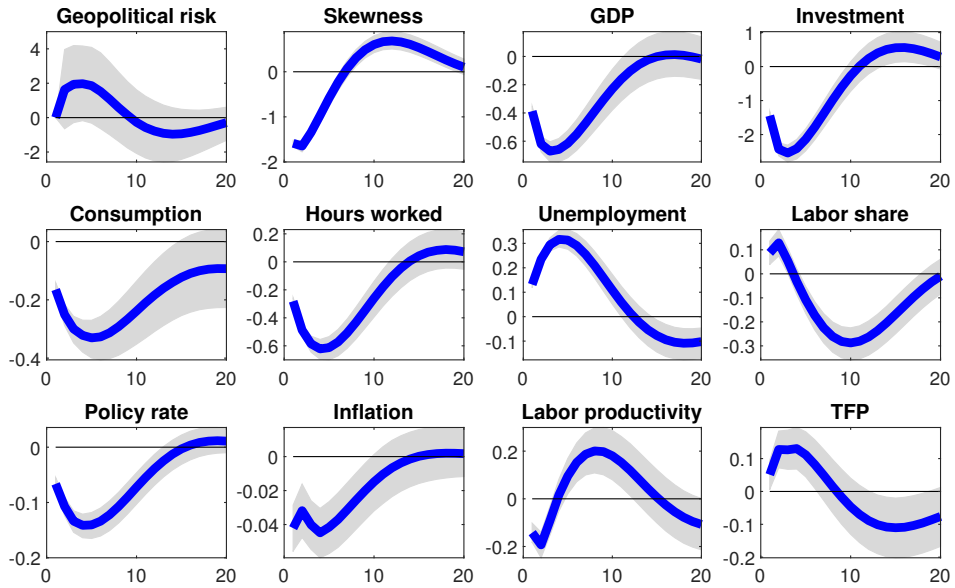 Geopolitical risk
4
2
0
-2
0 10 20
Skewness
0
-1
-2
0 10 20
GDP
0
-0.2
-0.4
-0.6
0 10 20
Investment
1
0
-1
-2
0 10 20
Consumption
0
-0.2
-0.4
0 10 20
Hours worked
0.2
0
-0.2
-0.4
-0.6
0 10 20
Unemployment
0.3
0.2
0.1
0
-0.1
0 10 20
Labor share
0.1
0
-0.1
-0.2
-0.3
0 10 20
Policy rate
0
-0.1
-0.2
0 10 20
Inflation
0
-0.02
-0.04
0 10 20
Labor productivity
0.2
0
-0.2
0 10 20
TFP
0.1
0
-0.1
-0.2
0 10 20